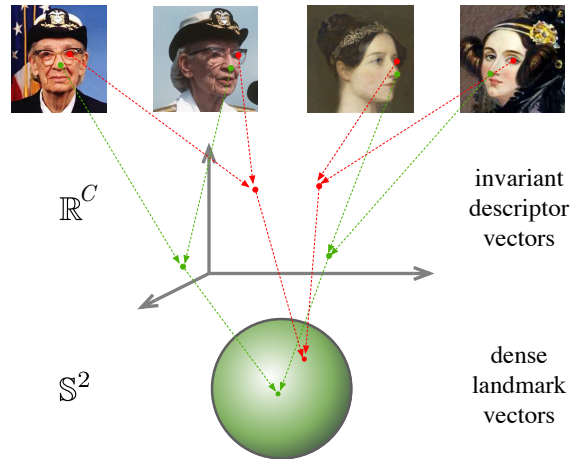 ℝ^C
invariant
descriptor
vectors
𝕊²
dense
landmark
vectors